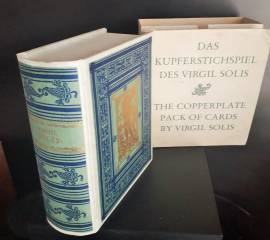 DAS
KUPFERSTICHSPIEL
DES VIRGIL SOLIS
THE COPPERPLATE
PACK OF CARDS
BY VIRGIL SOLIS